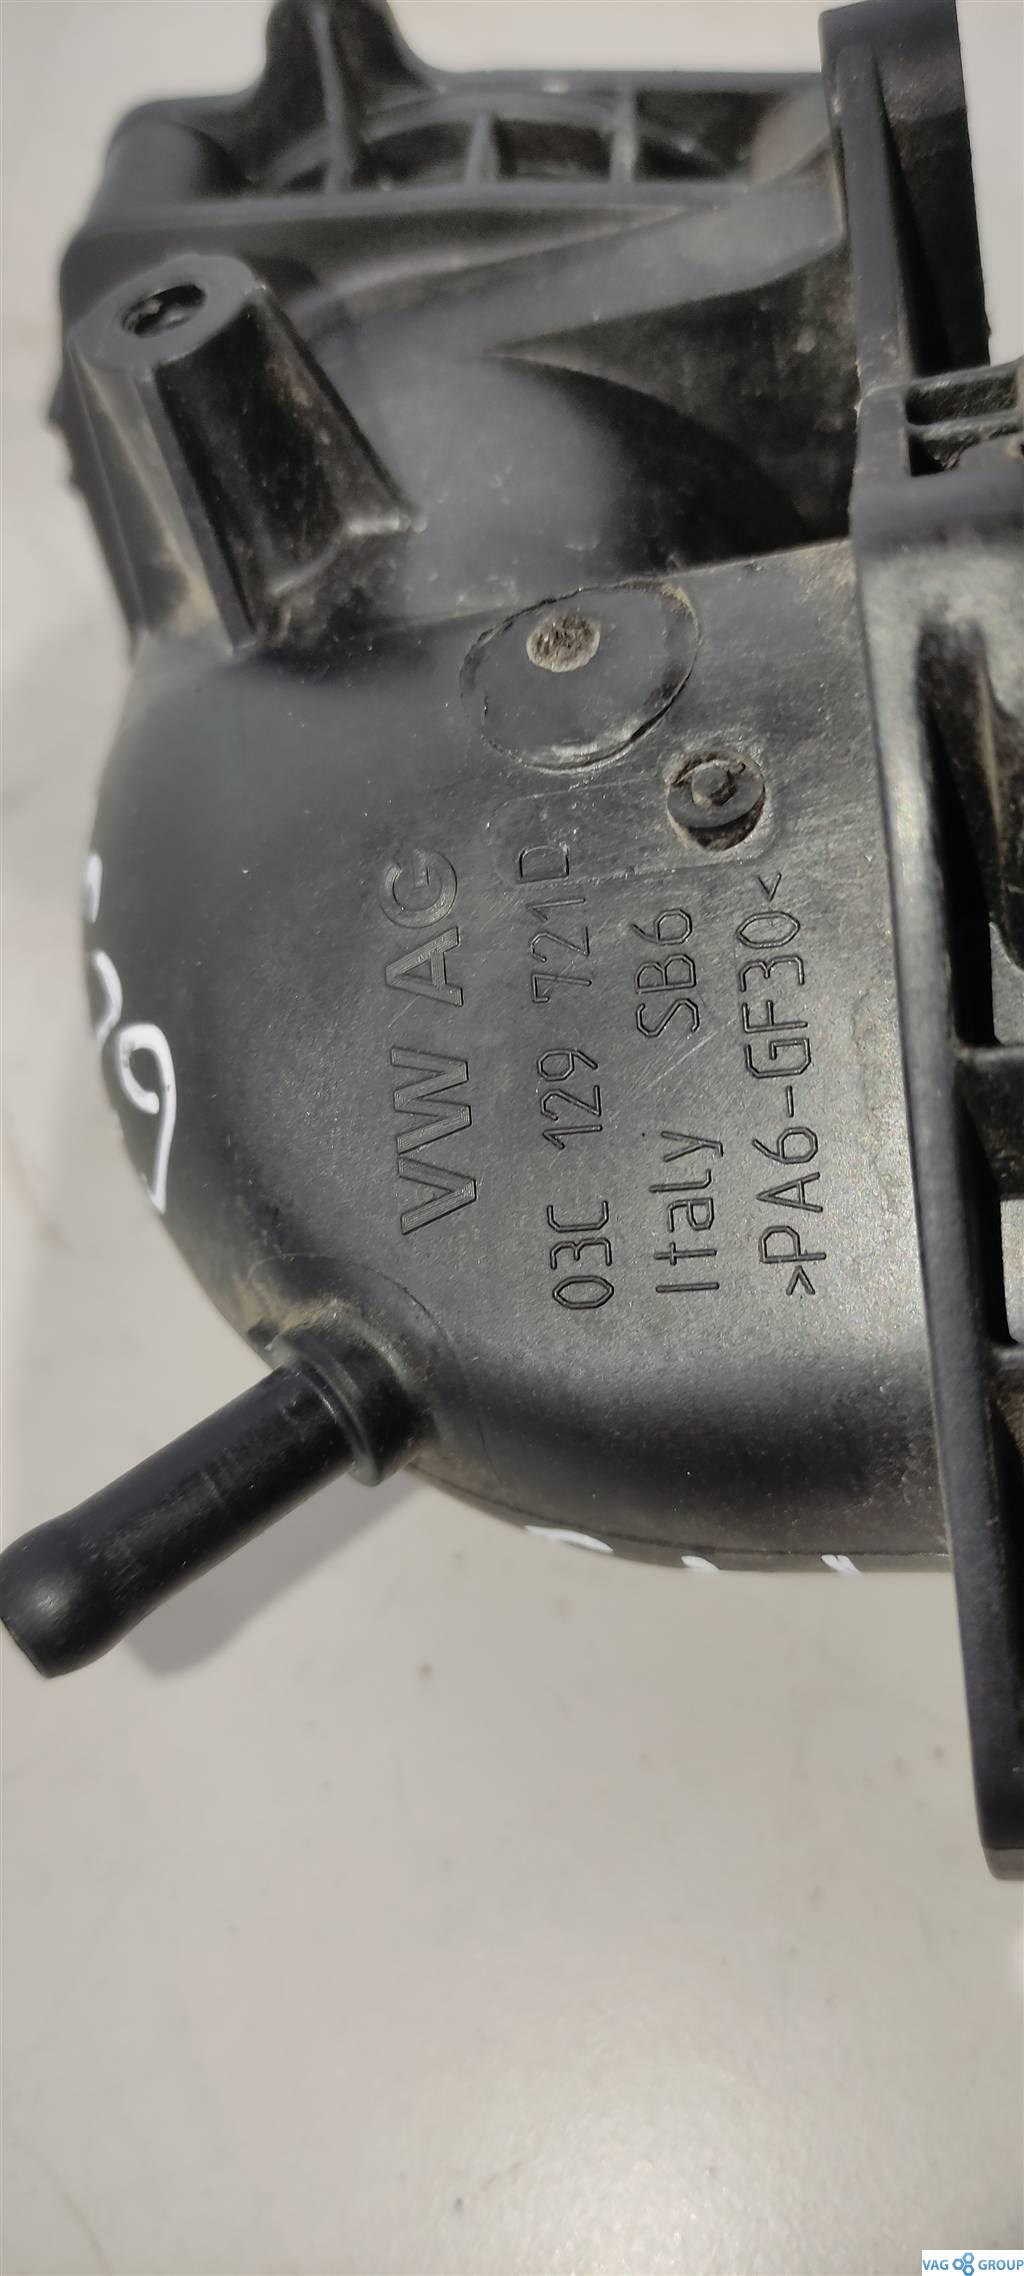 VW AG
03C 129 721D
Italy SB6
>PA6-GF30<
VAG GROUP